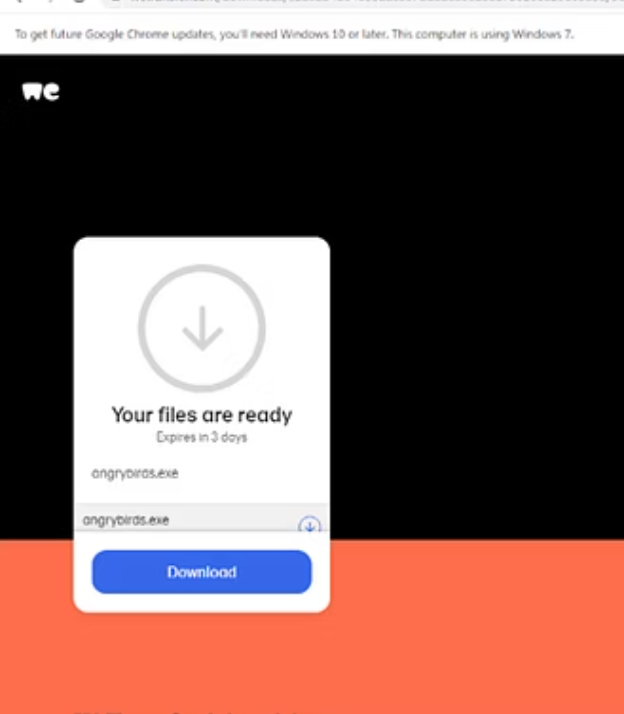 To get future Google Chrome updates, you'll need Windows 10 or later. This computer is using Windows 7.
we
Your files are ready
Expires in 3 days
angrybirds.exe
angrybirds.exe
Download